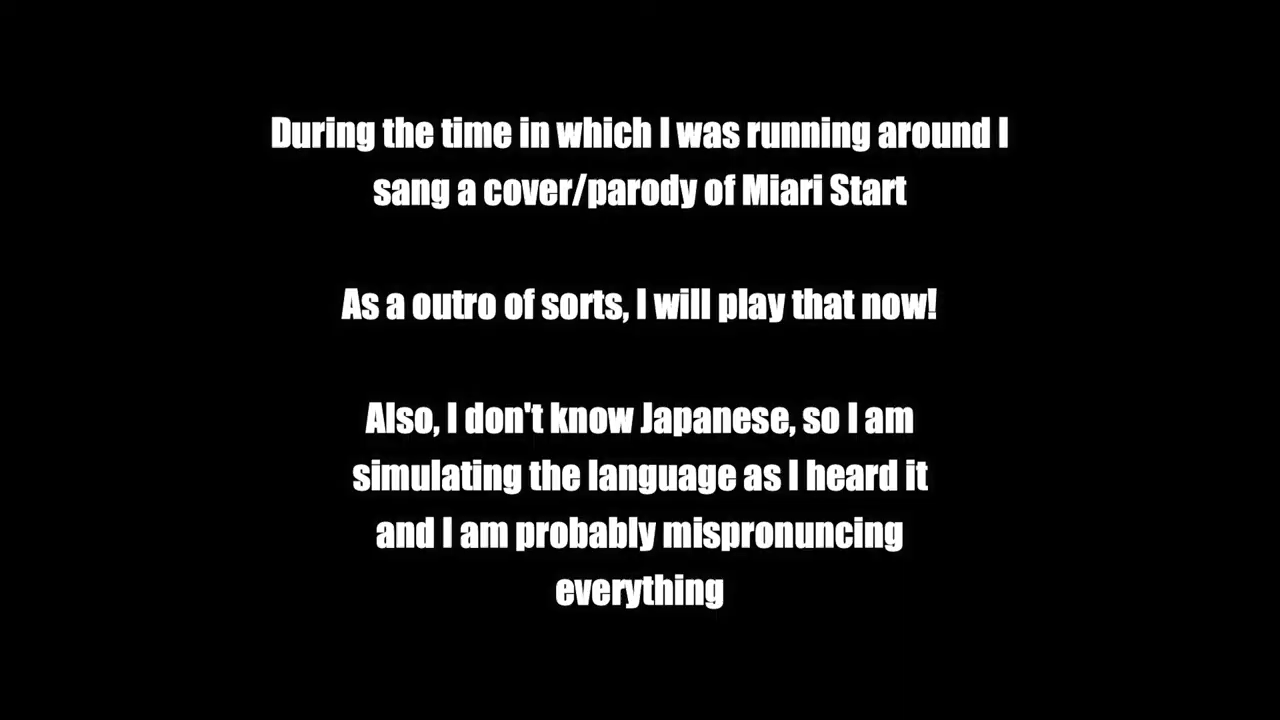 During the time in which I was running around I
sang a cover/parody of Miari Start
As a outro of sorts, I will play that now!
Also, I don't know Japanese, so I am
simulating the language as I heard it
and I am probably mispronuncing
everything